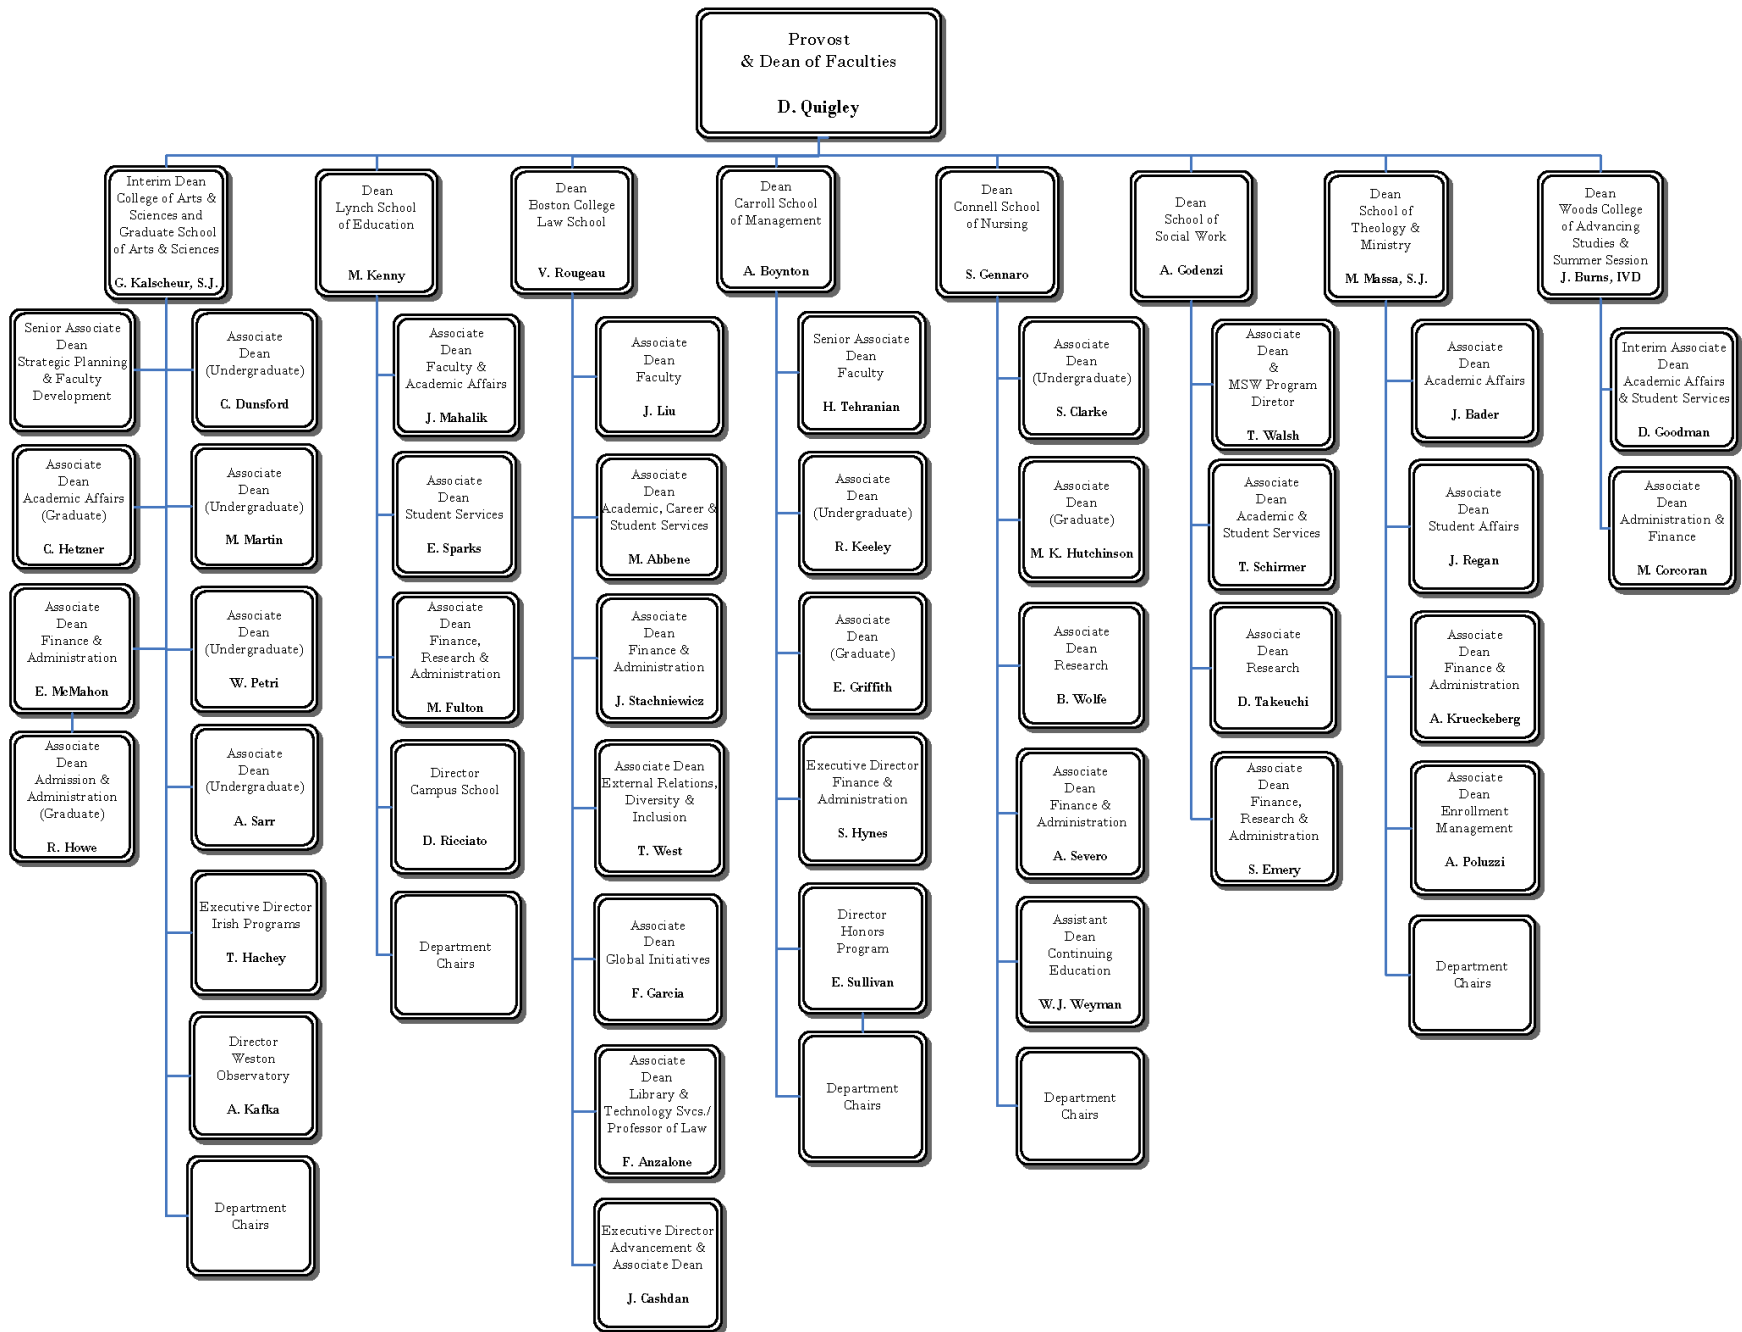 Provost
& Dean of Faculties
D. Quigley
Interim Dean
College of Arts &
Sciences and
Graduate School
of Arts & Sciences
G. Kalscheur, S.J.
Dean
Lynch School
of Education
M. Kenny
Dean
Boston College
Law School
V. Rougeau
Dean
Carroll School
of Management
A. Boynton
Dean
Connell School
of Nursing
S. Gennaro
Dean
School of
Social Work
A. Godenzi
Dean
School of
Theology &
Ministry
M. Massa, S.J.
Dean
Woods College
of Advancing
Studies &
Summer Session
J. Burns, IVD
Senior Associate
Dean
Strategic Planning
& Faculty
Development
Associate
Dean
Academic Affairs
(Graduate)
C. Hetzner
Associate
Dean
Finance &
Administration
E. McMahon
Associate
Dean
Admission &
Administration
(Graduate)
R. Howe
Associate
Dean
(Undergraduate)
C. Dunsford
Associate
Dean
(Undergraduate)
M. Martin
Associate
Dean
(Undergraduate)
W. Petri
Associate
Dean
(Undergraduate)
A. Sarr
Executive Director
Irish Programs
T. Hachey
Director
Weston
Observatory
A. Kafka
Department
Chairs
Associate
Dean
Faculty &
Academic Affairs
J. Mahalik
Associate
Dean
Student Services
E. Sparks
Associate
Dean
Finance,
Research &
Administration
M. Fulton
Director
Campus School
D. Ricciato
Department
Chairs
Associate
Dean
Faculty
J. Liu
Associate
Dean
Academic, Career &
Student Services
M. Abbene
Associate
Dean
Finance &
Administration
J. Stachniewicz
Associate Dean
External Relations,
Diversity &
Inclusion
T. West
Associate
Dean
Global Initiatives
F. Garcia
Associate
Dean
Library &
Technology Svcs./
Professor of Law
F. Anzalone
Executive Director
Advancement &
Associate Dean
J. Cashdan
Senior Associate
Dean
Faculty
H. Tehranian
Associate
Dean
(Undergraduate)
R. Keeley
Associate
Dean
(Graduate)
E. Griffith
Executive Director
Finance &
Administration
S. Hynes
Director
Honors
Program
E. Sullivan
Department
Chairs
Associate
Dean
(Undergraduate)
S. Clarke
Associate
Dean
(Graduate)
M. K. Hutchinson
Associate
Dean
Research
B. Wolfe
Associate
Dean
Finance &
Administration
A. Severo
Assistant
Dean
Continuing
Education
W.J. Weyman
Department
Chairs
Associate
Dean
&
MSW Program
Diretor
T. Walsh
Associate
Dean
Academic &
Student Services
T. Schirmer
Associate
Dean
Research
D. Takeuchi
Associate
Dean
Finance,
Research &
Administration
S. Emery
Associate
Dean
Academic Affairs
J. Bader
Associate
Dean
Student Affairs
J. Regan
Associate
Dean
Finance &
Administration
A. Krueckeberg
Associate
Dean
Enrollment
Management
A. Poluzzi
Department
Chairs
Interim Associate
Dean
Academic Affairs
& Student Services
D. Goodman
Associate
Dean
Administration &
Finance
M. Corcoran